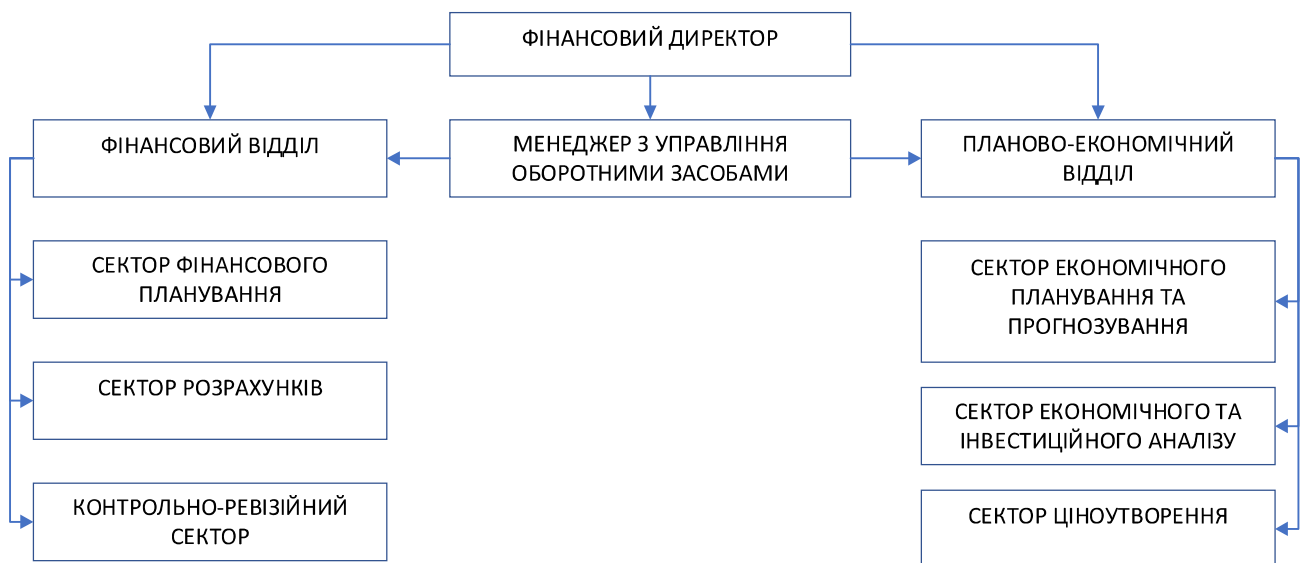 ФІНАНСОВИЙ ДИРЕКТОР
ФІНАНСОВИЙ ВІДДІЛ
МЕНЕДЖЕР З УПРАВЛІННЯ
ОБОРОТНИМИ ЗАСОБАМИ
ПЛАНОВО-ЕКОНОМІЧНИЙ
ВІДДІЛ
СЕКТОР ФІНАНСОВОГО
ПЛАНУВАННЯ
СЕКТОР РОЗРАХУНКІВ
КОНТРОЛЬНО-РЕВІЗІЙНИЙ
СЕКТОР
СЕКТОР ЕКОНОМІЧНОГО
ПЛАНУВАННЯ ТА
ПРОГНОЗУВАННЯ
СЕКТОР ЕКОНОМІЧНОГО ТА
ІНВЕСТИЦІЙНОГО АНАЛІЗУ
СЕКТОР ЦІНОУТВОРЕННЯ